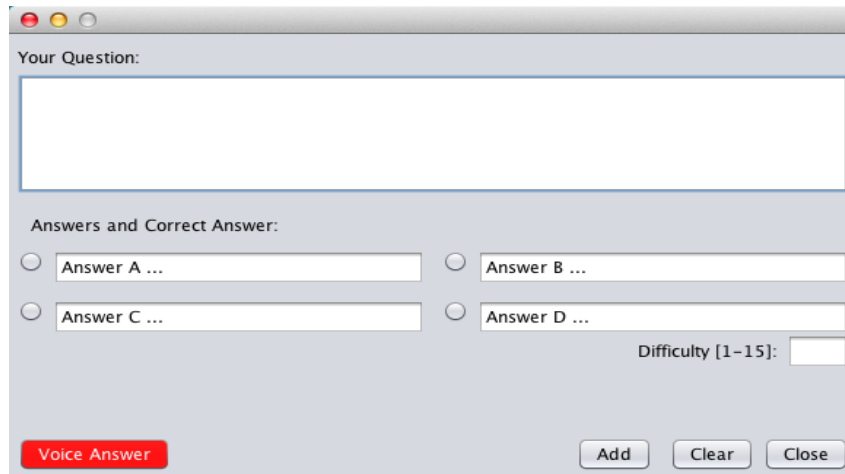 Your Question:
Answers and Correct Answer:
Answer A ... Answer B ...
Answer C ... Answer D ...
Difficulty [1-15]:
Voice Answer Add Clear Close